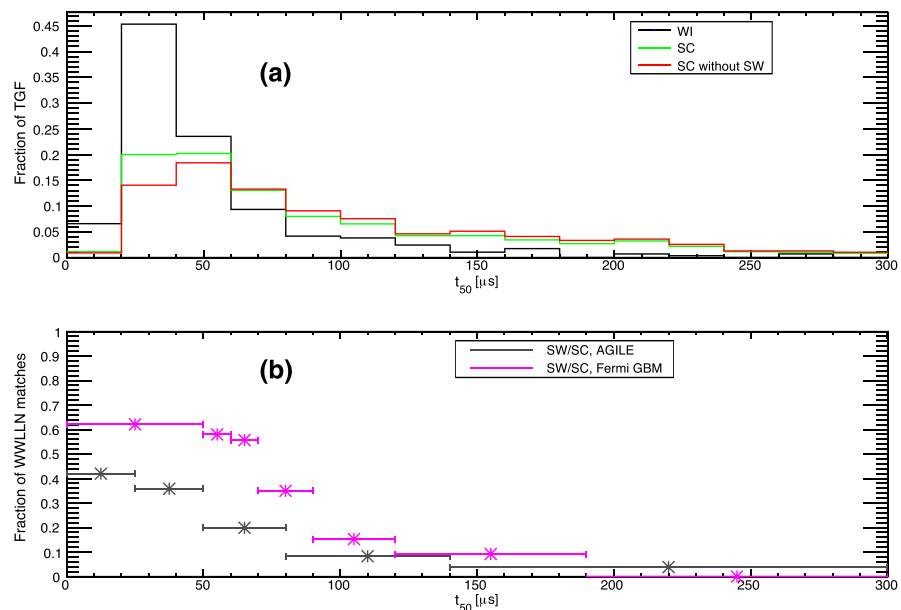 WI
SC
SC without SW
(a)
Fraction of TGF
0.45
0.4
0.35
0.3
0.25
0.2
0.15
0.1
0.05
0
0 50 100 150 200 250 300
t50 [μs]
SW/SC, AGILE
SW/SC, Fermi GBM
(b)
Fraction of WWLLN matches
1
0.9
0.8
0.7
0.6
0.5
0.4
0.3
0.2
0.1
0
0 50 100 150 200 250 300
t50 [μs]